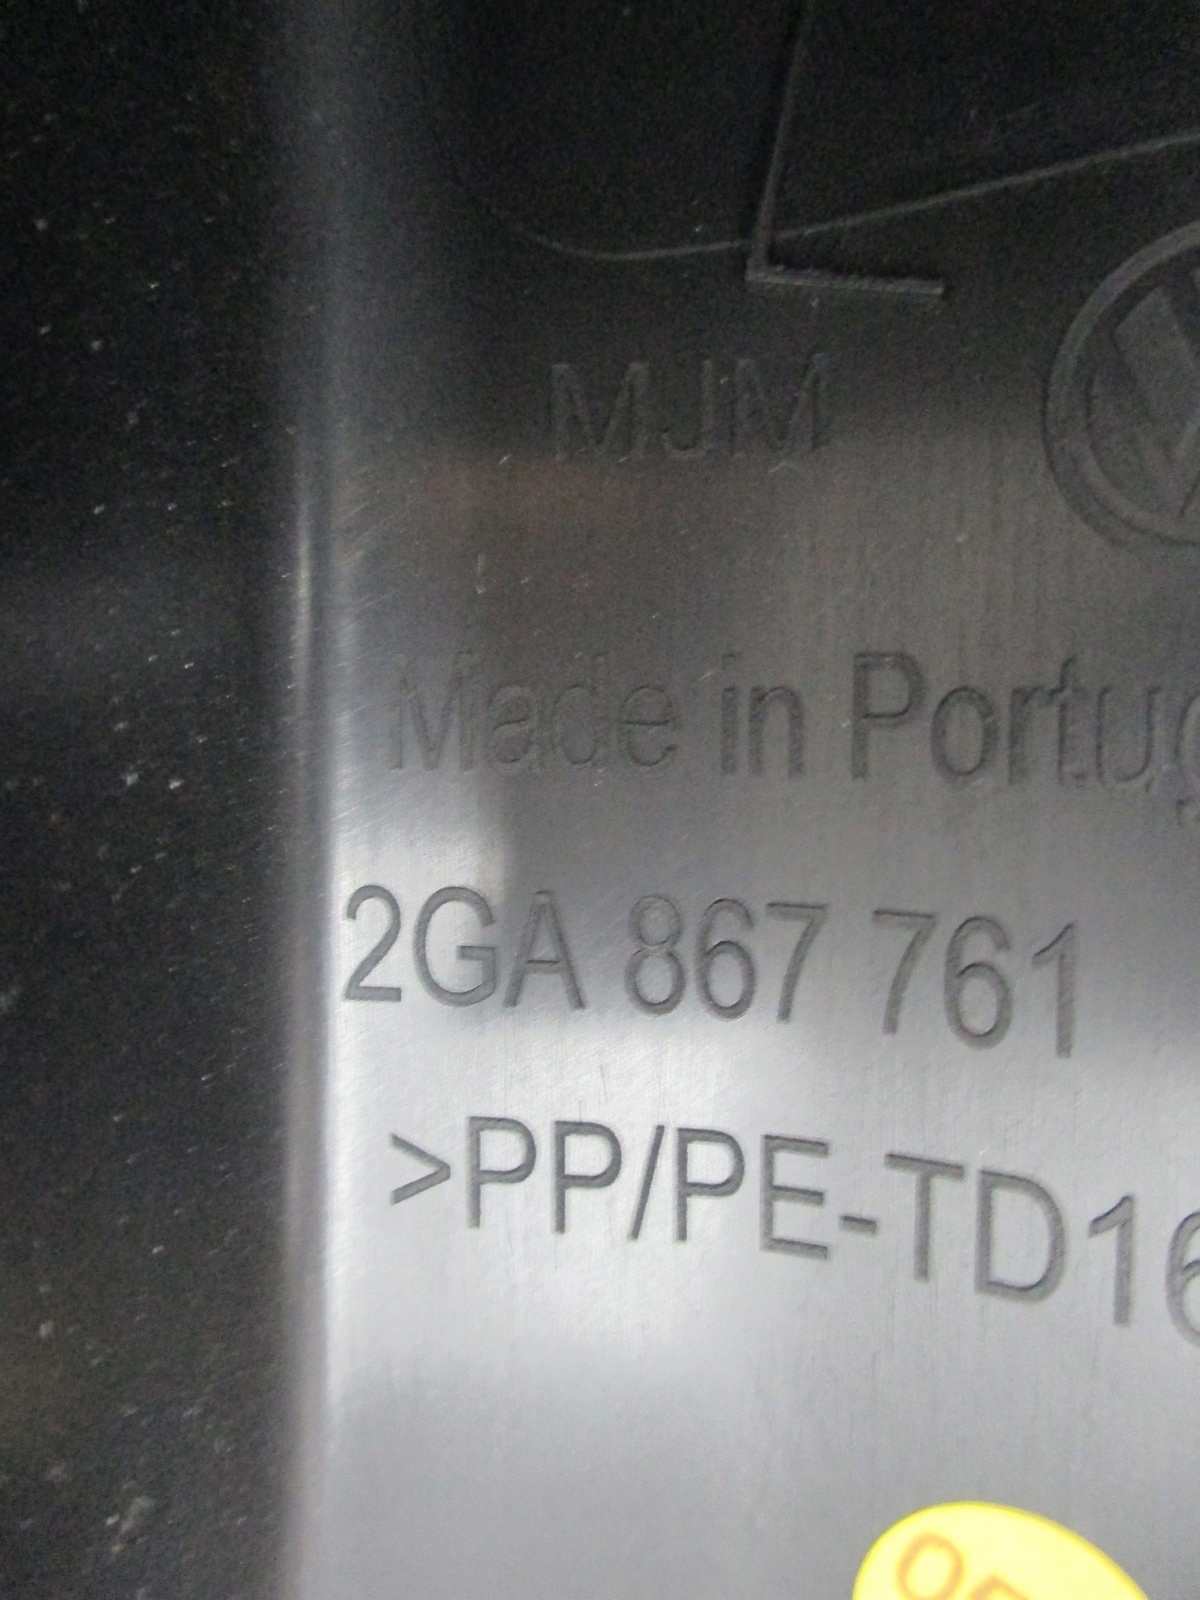 MJM
Made in Portug
2GA 867 761
>PP/PE-TD16